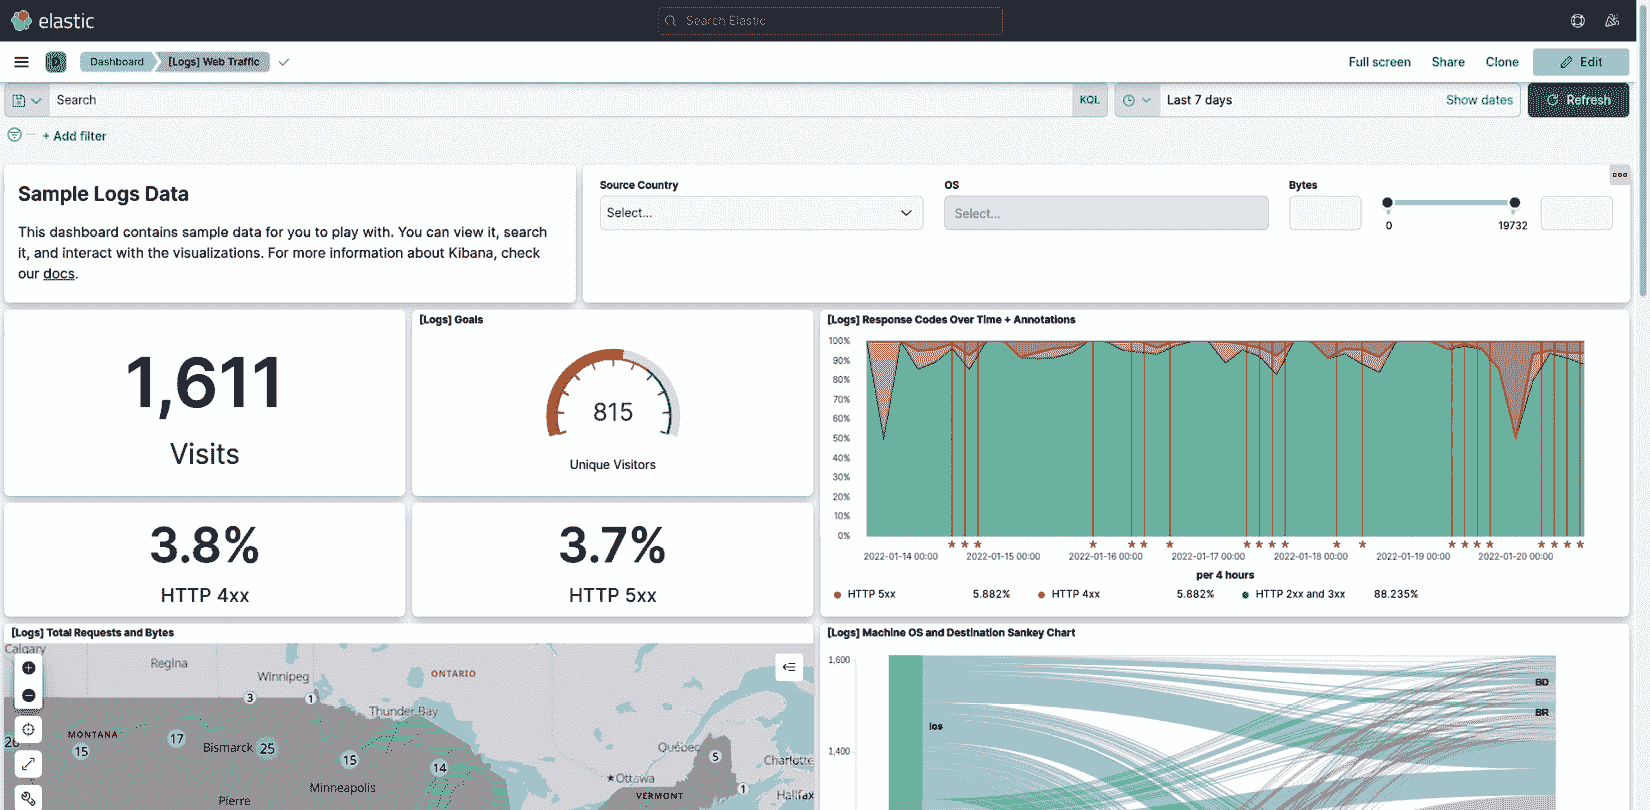 elastic
Search Elastic
D
Dashboard
[Logs] Web Traffic
Full screen
Share
Clone
Edit
Search
KQL
Last 7 days
Show dates
Refresh
+ Add filter
Sample Logs Data
This dashboard contains sample data for you to play with. You can view it, search
it, and interact with the visualizations. For more information about Kibana, check
our docs.
Source Country
Select...
OS
Select...
Bytes
0
19732
1,611
Visits
[Logs] Goals
815
Unique Visitors
3.8%
HTTP 4xx
3.7%
HTTP 5xx
[Logs] Response Codes Over Time + Annotations
100%
90%
80%
70%
60%
50%
40%
30%
20%
10%
0%
2022-01-14 00:00
2022-01-15 00:00
2022-01-16 00:00
2022-01-17 00:00
2022-01-18 00:00
2022-01-19 00:00
2022-01-20 00:00
per 4 hours
HTTP 5xx 5.882%
HTTP 4xx 5.882%
HTTP 2xx and 3xx 88.235%
[Logs] Total Requests and Bytes
Calgary
Regina
Winnipeg
ONTARIO
3
1
Thunder Bay
MONTANA
15
17
Bismarck
25
15
14
Minneapolis
Pierre
Québec
5
Ottawa
Charlotte
VERMONT
1
Halifax
[Logs] Machine OS and Destination Sankey Chart
1,600
1,400
ios
BD
BR